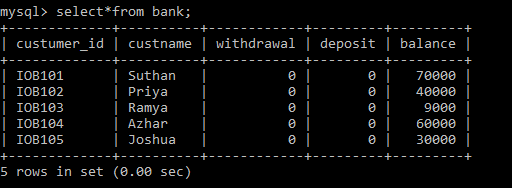 mysql> select*from bank;
+-------------+----------+------------+---------+---------+
| custumer_id | custname | withdrawal | deposit | balance |
+-------------+----------+------------+---------+---------+
| IOB101      | Suthan   |          0 |       0 |   70000 |
| IOB102      | Priya    |          0 |       0 |   40000 |
| IOB103      | Ramya    |          0 |       0 |    9000 |
| IOB104      | Azhar    |          0 |       0 |   60000 |
| IOB105      | Joshua   |          0 |       0 |   30000 |
+-------------+----------+------------+---------+---------+
5 rows in set (0.00 sec)